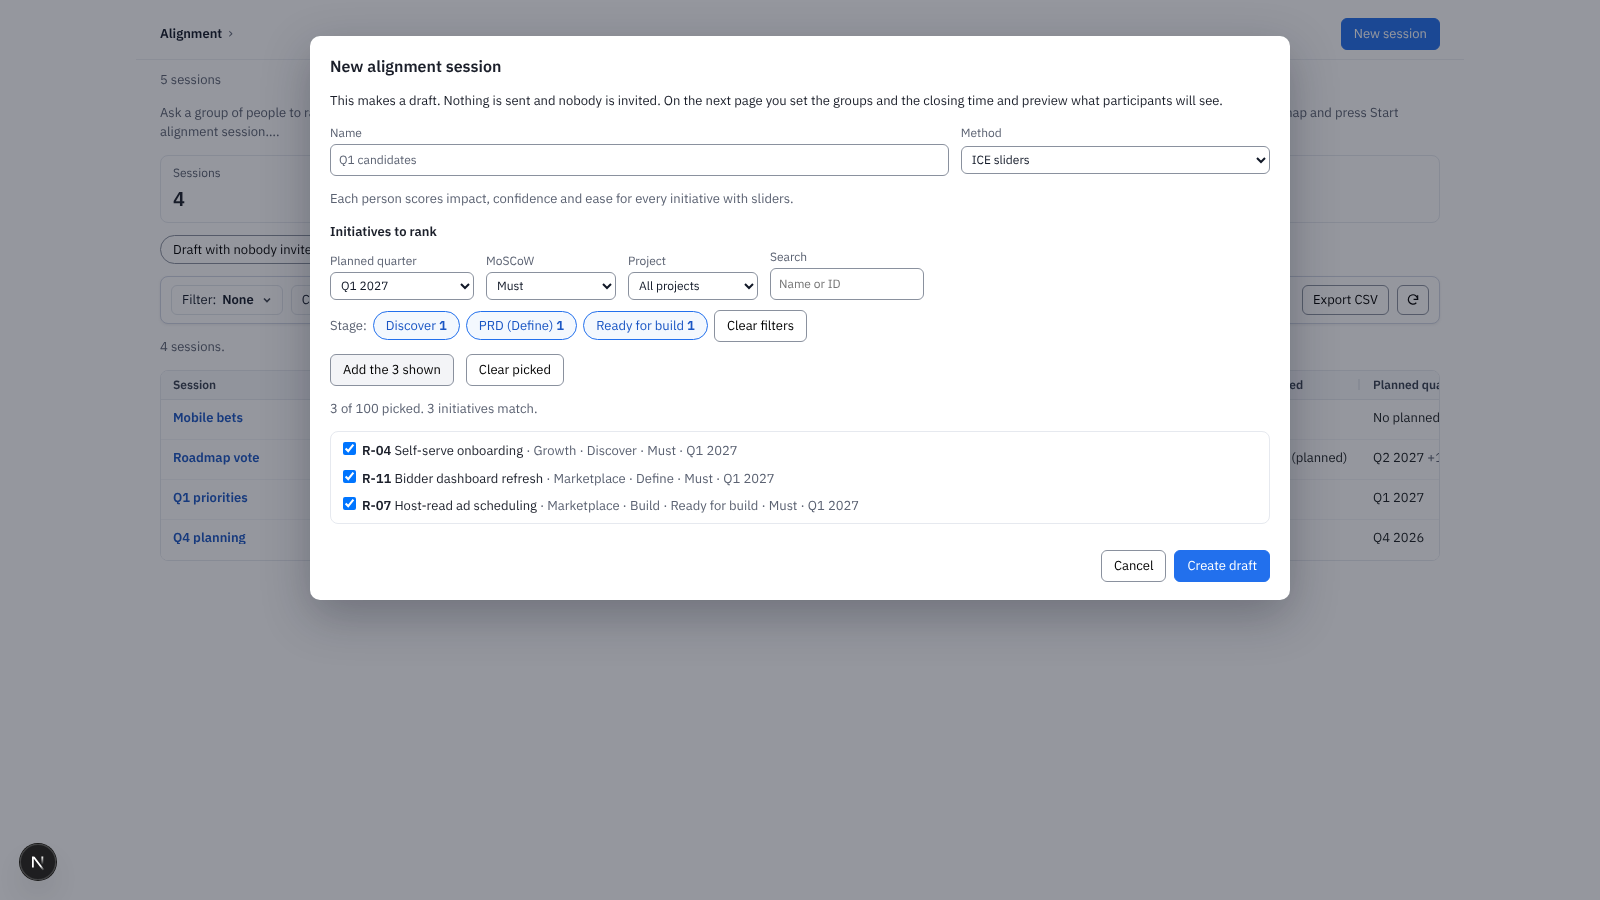 Alignment ›
New session
5 sessions
New alignment session
This makes a draft. Nothing is sent and nobody is invited. On the next page you set the groups and the closing time and preview what participants will see.
Ask a group of people to
map and press Start
alignment session....
Name
Method
Q1 candidates
ICE sliders
Sessions
4
Each person scores impact, confidence and ease for every initiative with sliders.
Initiatives to rank
Draft with nobody invite
Planned quarter
MoSCoW
Project
Search
Q1 2027
Must
All projects
Name or ID
Filter: None
C
Export CSV
Stage:
Discover 1
PRD (Define) 1
Ready for build 1
Clear filters
4 sessions.
Add the 3 shown
Clear picked
Session
ed
Planned qua
3 of 100 picked. 3 initiatives match.
Mobile bets
No planned
R-04 Self-serve onboarding · Growth · Discover · Must · Q1 2027
Roadmap vote
(planned)
Q2 2027 +1
R-11 Bidder dashboard refresh · Marketplace · Define · Must · Q1 2027
Q1 priorities
Q1 2027
R-07 Host-read ad scheduling · Marketplace · Build · Ready for build · Must · Q1 2027
Q4 planning
Q4 2026
Cancel
Create draft
N